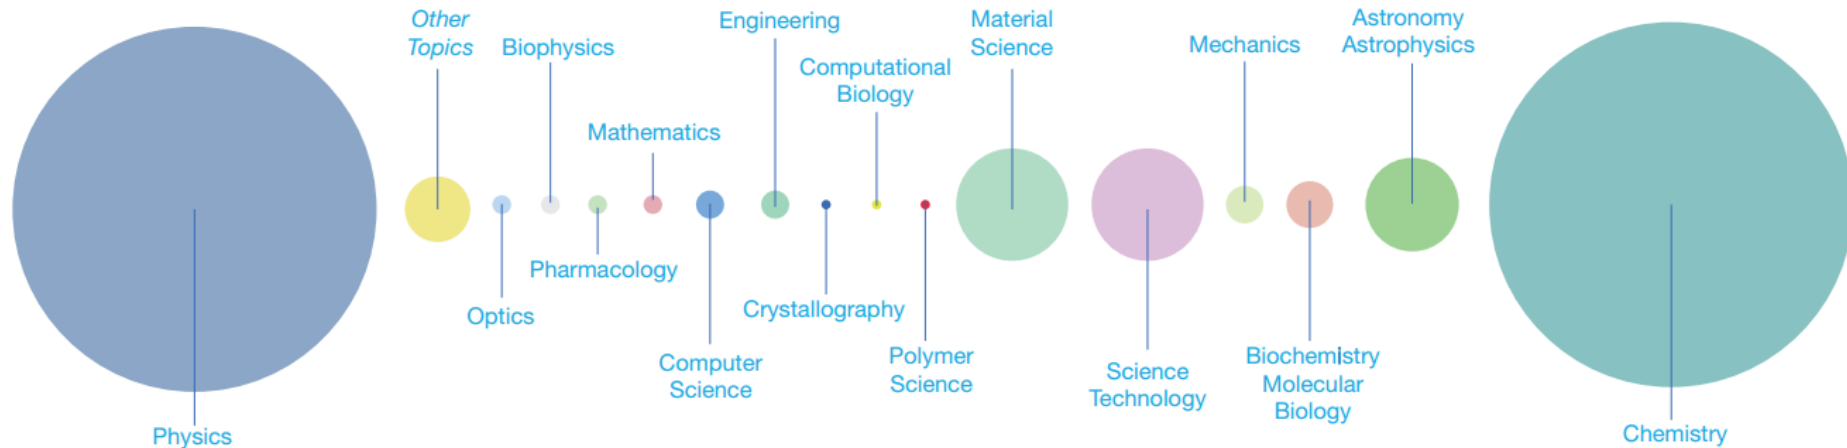 Other
Topics
Biophysics
Engineering
Material
Science
Computational
Biology
Mechanics
Astronomy
Astrophysics
Mathematics
Pharmacology
Optics
Crystallography
Computer
Science
Polymer
Science
Science
Technology
Biochemistry
Molecular
Biology
Physics
Chemistry